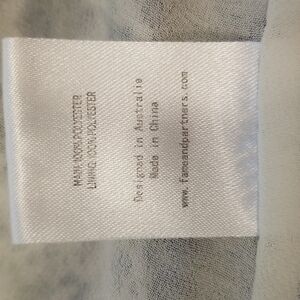 MAIN:100%POLYESTER
LINING:100%POLYESTER
Designed in Australia
Made in China
www.fameandpartners.com